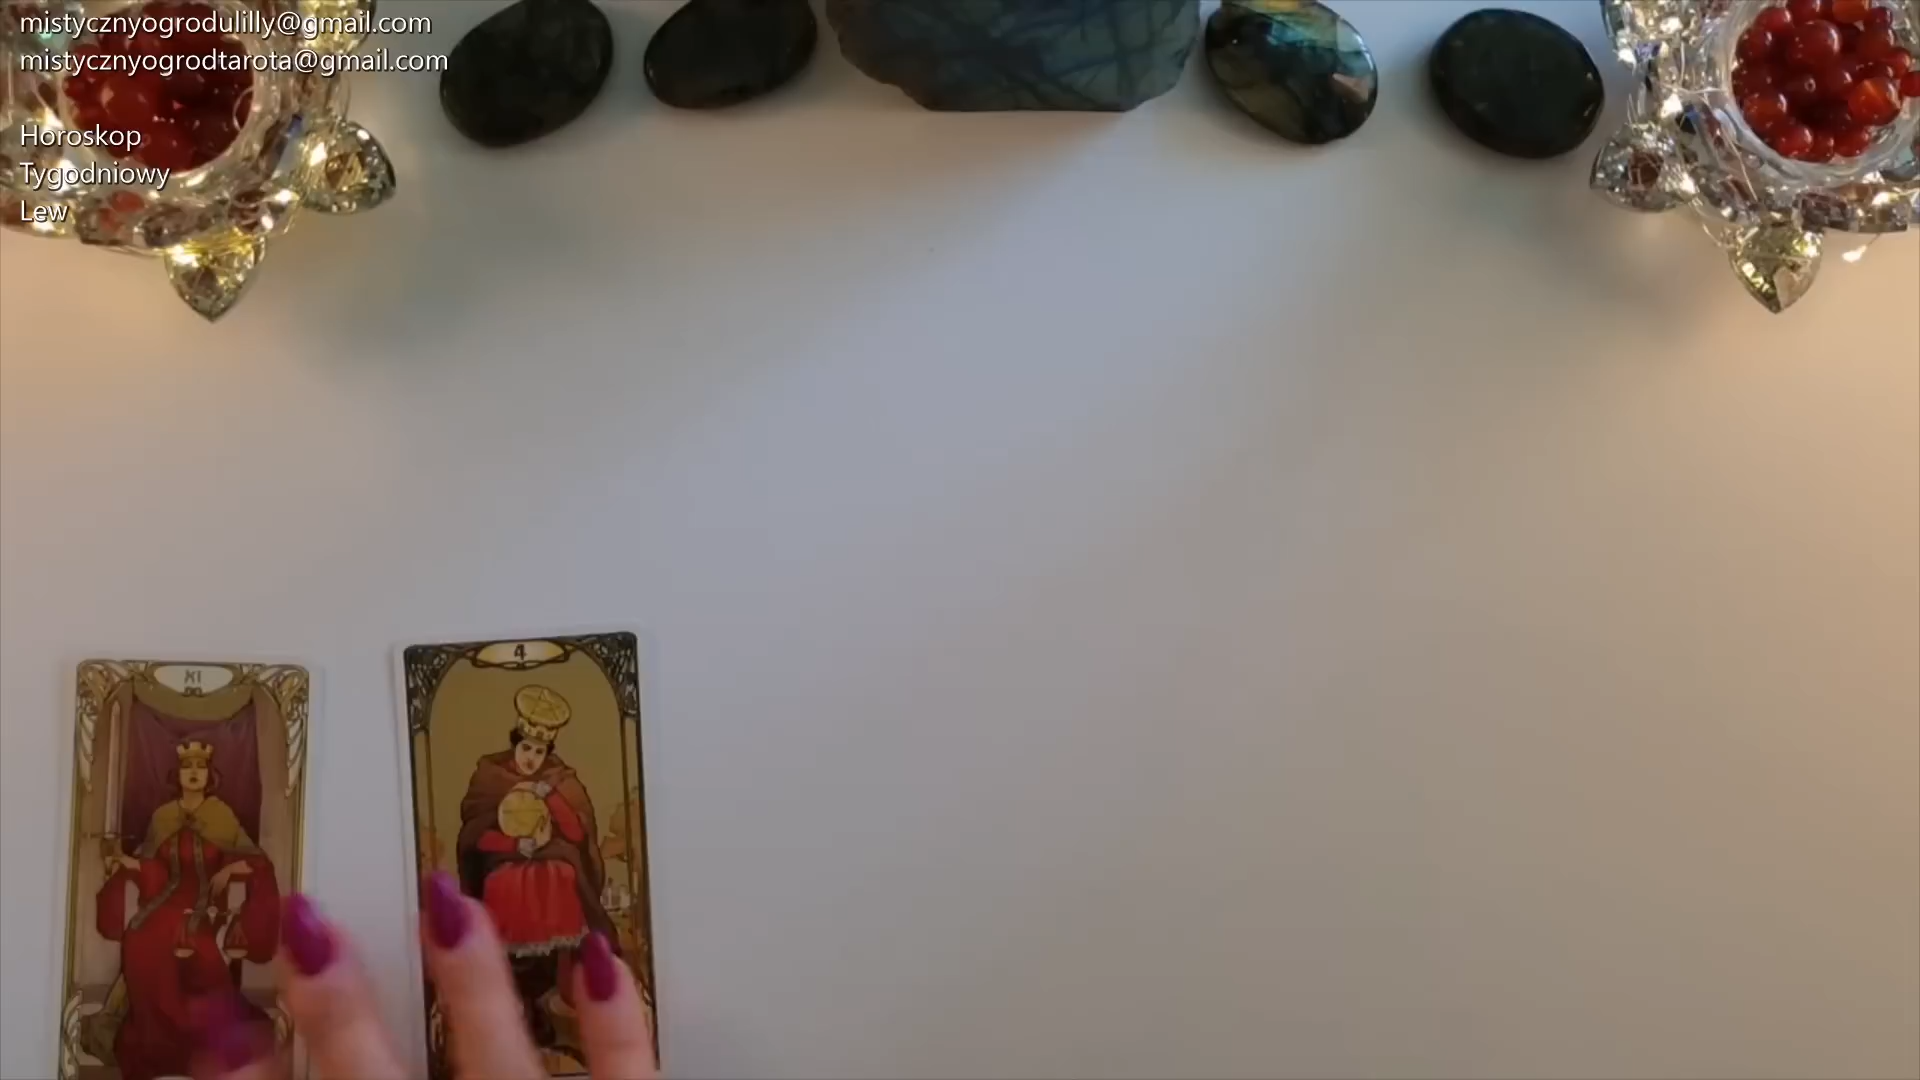 mistycznyogrodulilly@gmail.com
mistycznyogrodtarota@gmail.com
Horoskop
Tygodniowy
Lew
XI
4